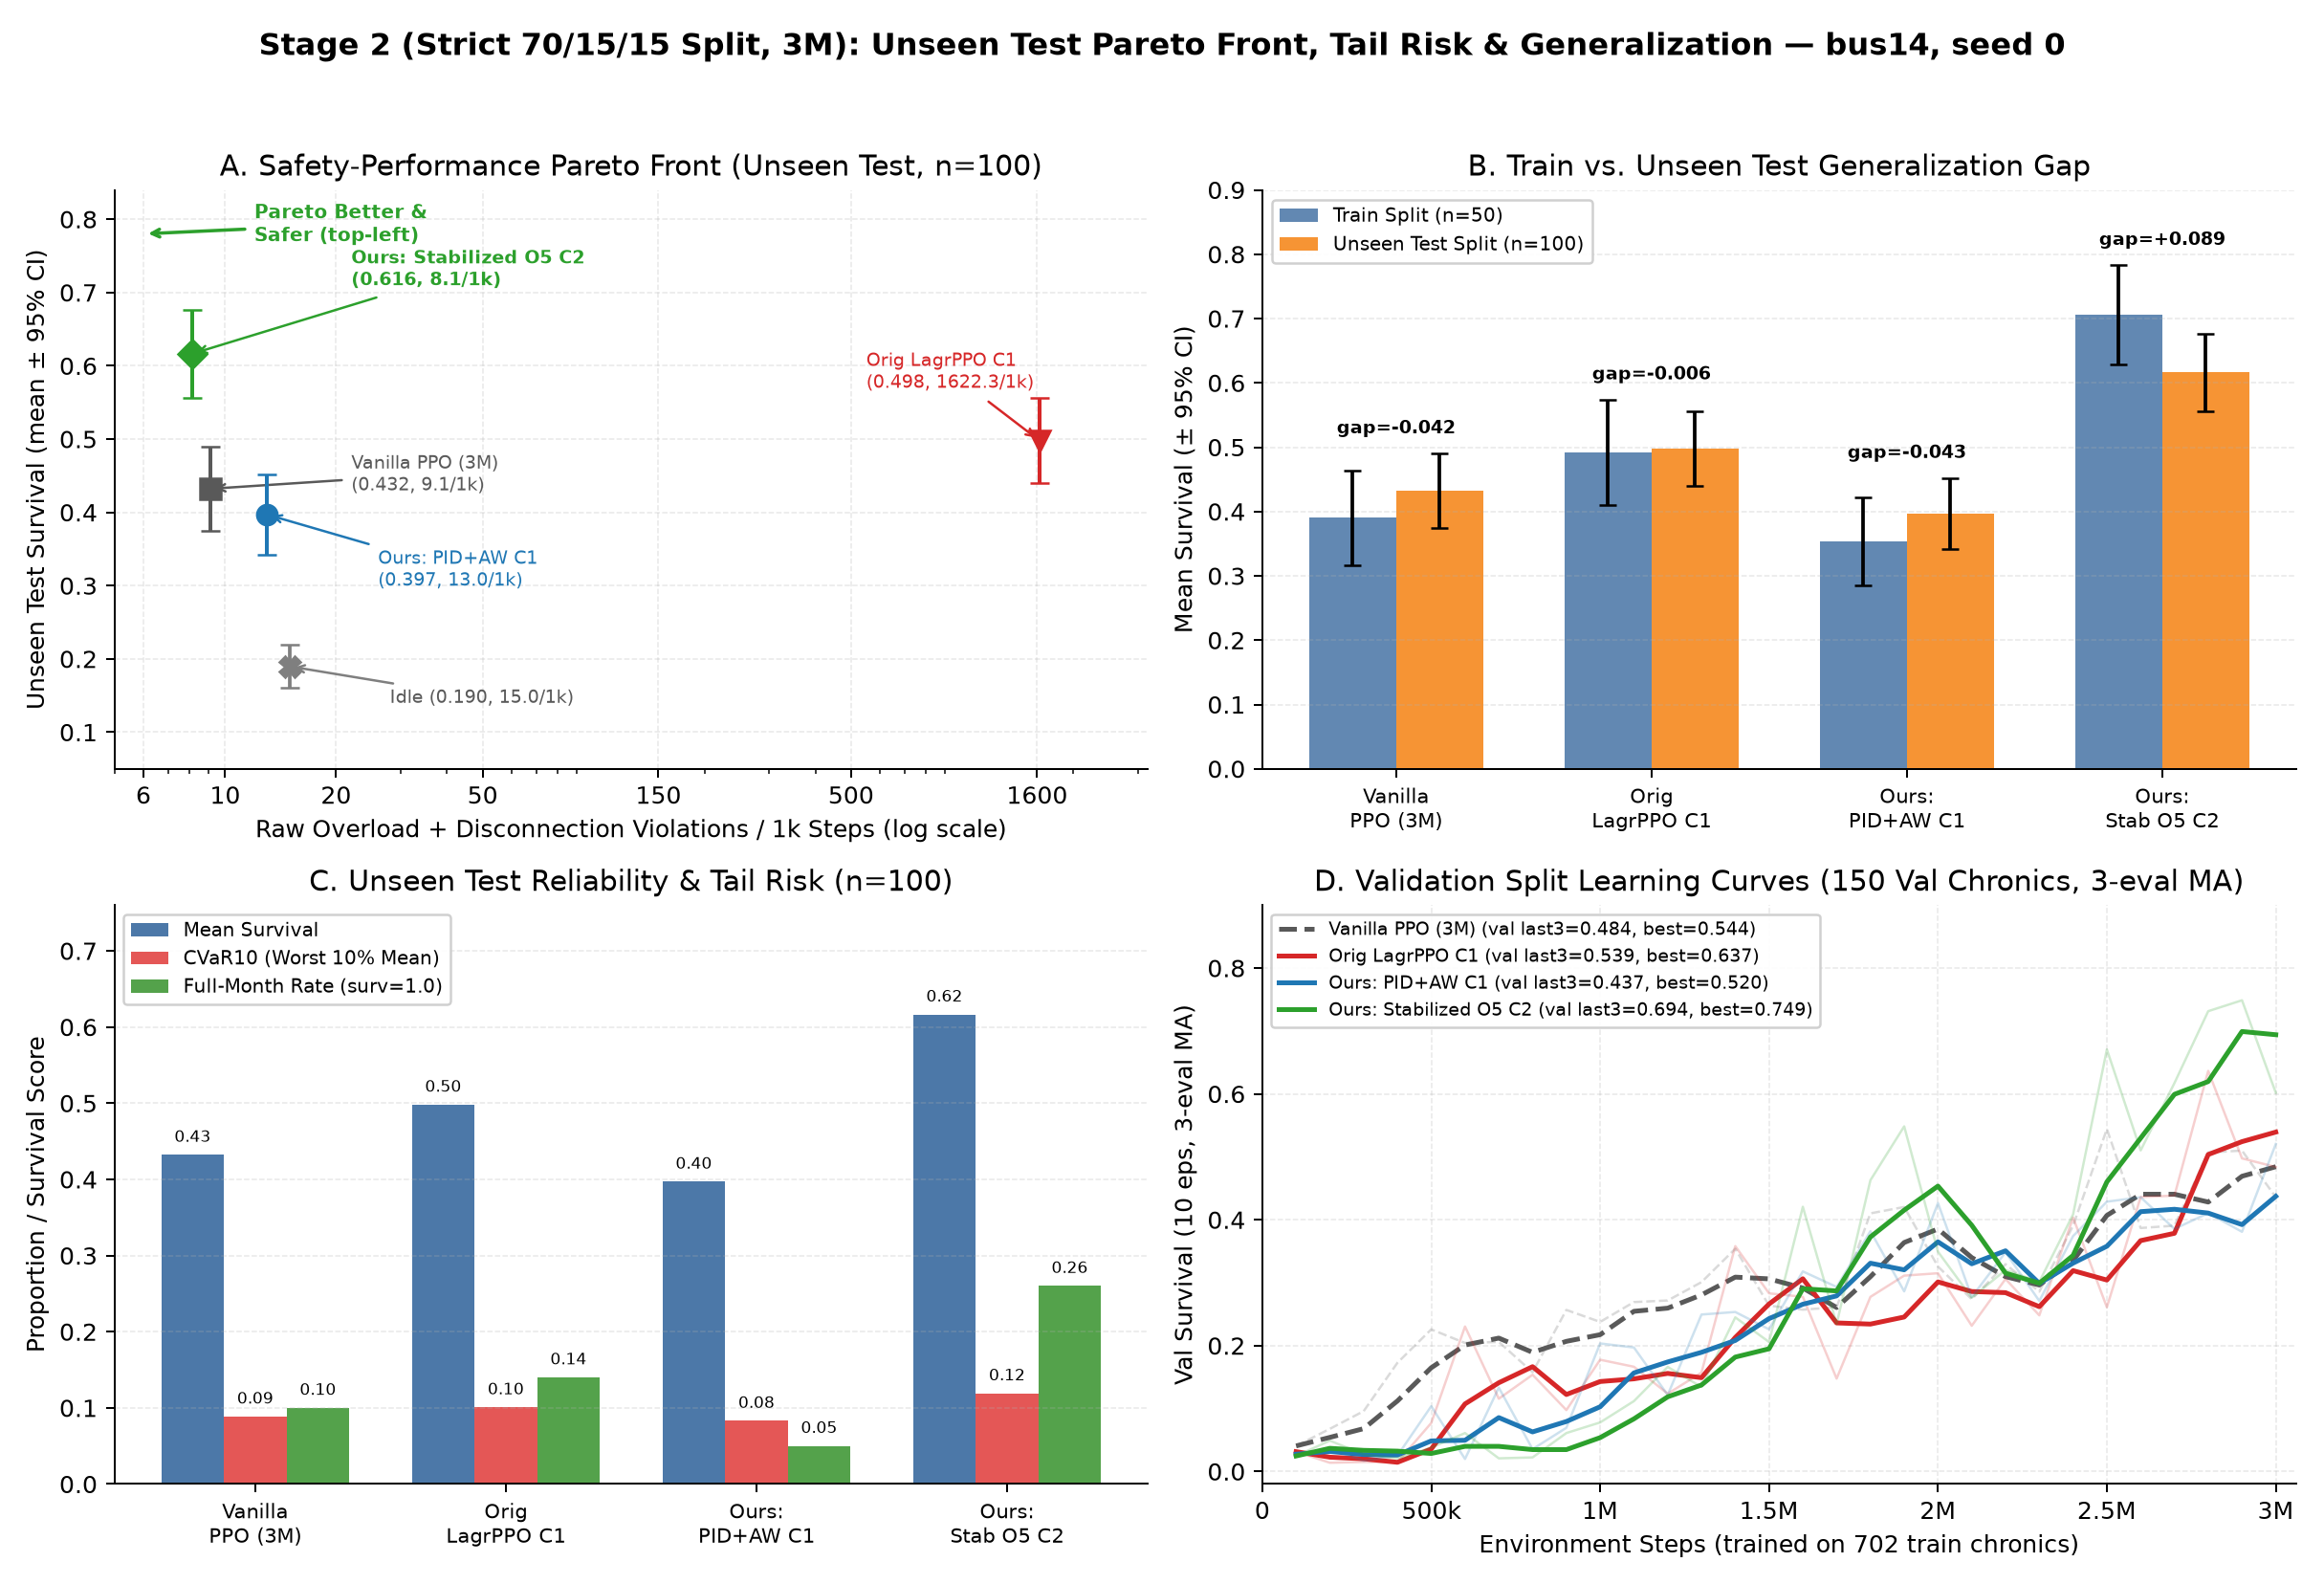 Stage 2 (Strict 70/15/15 Split, 3M): Unseen Test Pareto Front, Tail Risk & Generalization — bus14, seed 0
A. Safety-Performance Pareto Front (Unseen Test, n=100)
Unseen Test Survival (mean ± 95% CI)
0.8
0.7
0.6
0.5
0.4
0.3
0.2
0.1
Pareto Better &
Safer (top-left)
Ours: Stabilized O5 C2
(0.616, 8.1/1k)
Orig LagrPPO C1
(0.498, 1622.3/1k)
Vanilla PPO (3M)
(0.432, 9.1/1k)
Ours: PID+AW C1
(0.397, 13.0/1k)
Idle (0.190, 15.0/1k)
6
10
20
50
150
500
1600
Raw Overload + Disconnection Violations / 1k Steps (log scale)
B. Train vs. Unseen Test Generalization Gap
Mean Survival (± 95% CI)
0.9
0.8
0.7
0.6
0.5
0.4
0.3
0.2
0.1
0.0
Train Split (n=50)
Unseen Test Split (n=100)
gap=-0.042
gap=-0.006
gap=-0.043
gap=+0.089
Vanilla
PPO (3M)
Orig
LagrPPO C1
Ours:
PID+AW C1
Ours:
Stab O5 C2
C. Unseen Test Reliability & Tail Risk (n=100)
Proportion / Survival Score
0.7
0.6
0.5
0.4
0.3
0.2
0.1
0.0
Mean Survival
CVaR10 (Worst 10% Mean)
Full-Month Rate (surv=1.0)
0.43
0.09
0.10
0.50
0.10
0.14
0.40
0.08
0.05
0.62
0.12
0.26
Vanilla
PPO (3M)
Orig
LagrPPO C1
Ours:
PID+AW C1
Ours:
Stab O5 C2
D. Validation Split Learning Curves (150 Val Chronics, 3-eval MA)
Val Survival (10 eps, 3-eval MA)
0.8
0.6
0.4
0.2
0.0
Vanilla PPO (3M) (val last3=0.484, best=0.544)
Orig LagrPPO C1 (val last3=0.539, best=0.637)
Ours: PID+AW C1 (val last3=0.437, best=0.520)
Ours: Stabilized O5 C2 (val last3=0.694, best=0.749)
0
500k
1M
1.5M
2M
2.5M
3M
Environment Steps (trained on 702 train chronics)